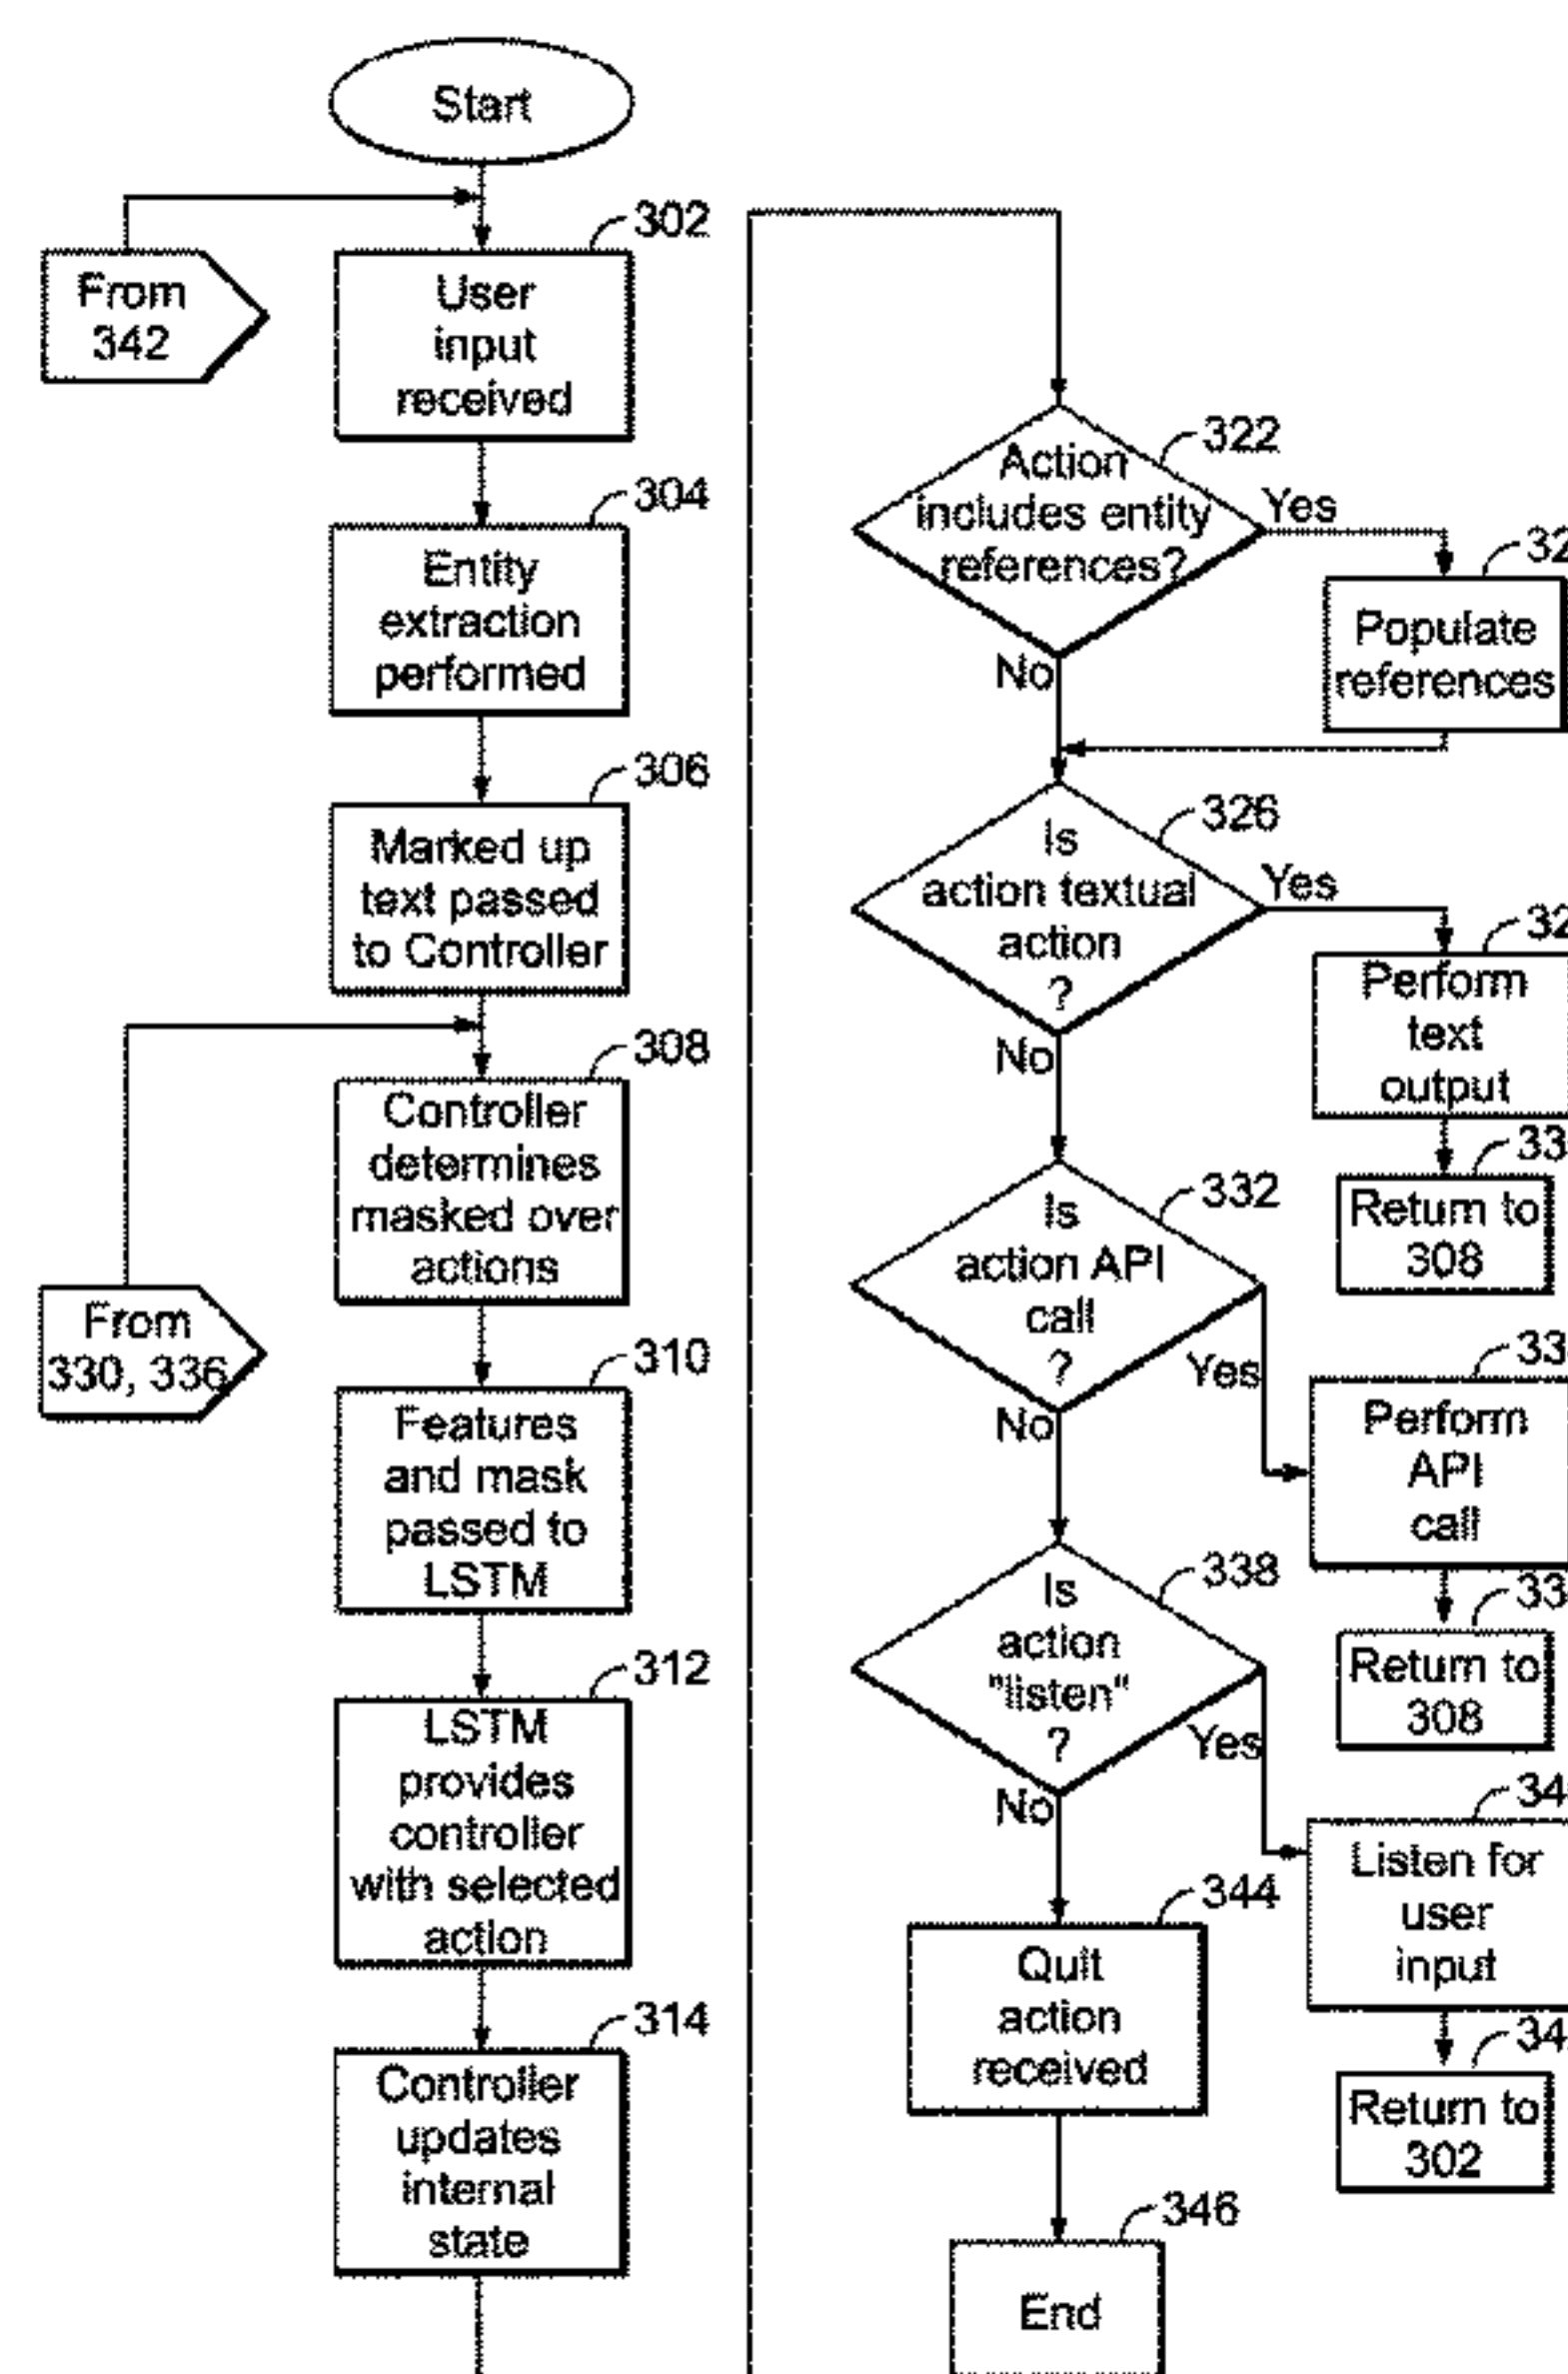 Start
302
From
342
User
input
received
304
Entity
extraction
performed
306
Marked up
text passed
to Controller
308
Controller
determines
masked over
actions
From
330, 336
310
Features
and mask
passed to
LSTM
312
LSTM
provides
controller
with selected
action
314
Controller
updates
internal
state
322
Action
includes entity
references?
Yes
No
Populate
references
326
Is
action textual
action
?
Yes
No
Perform
text
output
Return to
308
332
Is
action API
call
?
Yes
No
Perform
API
call
Return to
308
338
Is
action
"listen"
?
Yes
No
Listen for
user
input
Return to
302
344
Quit
action
received
346
End